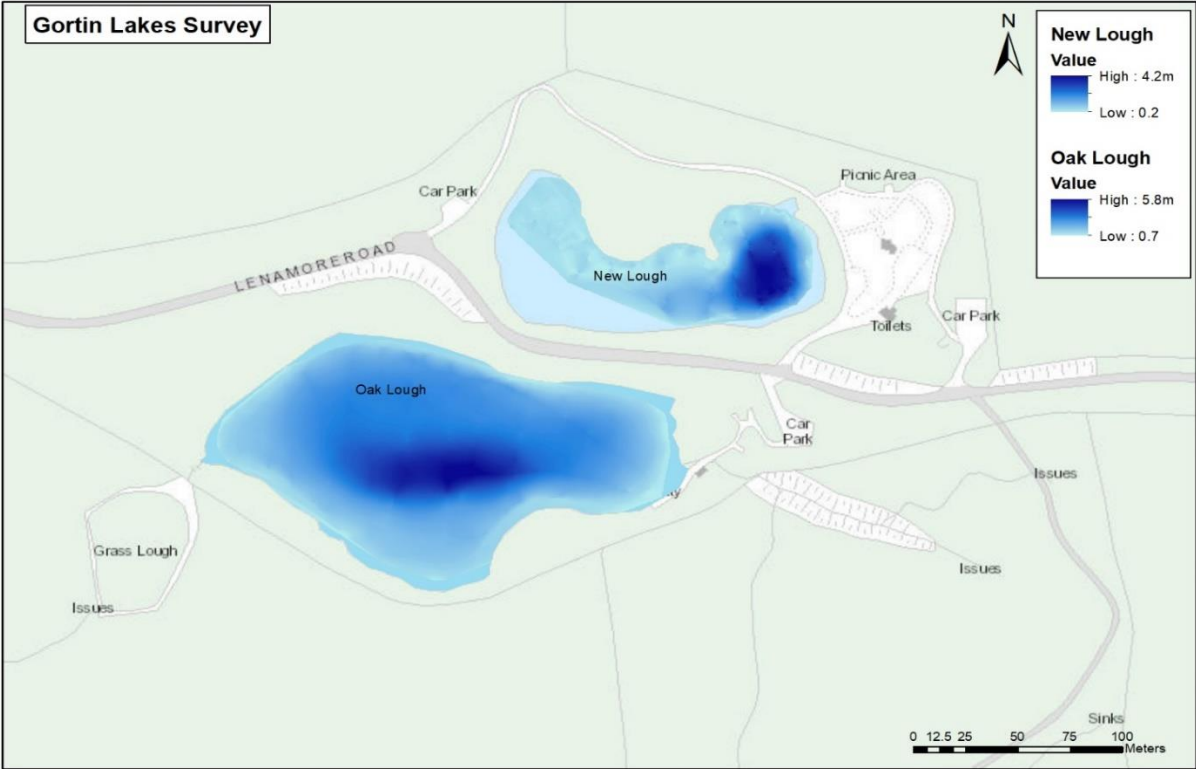 Gortin Lakes Survey
N
New Lough
Value
High : 4.2m
Low : 0.2
Oak Lough
Value
High : 5.8m
Low : 0.7
Picnic Area
Car Park
LENAMOREROAD
New Lough
Toilets
Car Park
Oak Lough
Car
Park
Issues
Grass Lough
Issues
Issues
Sinks
0 12.5 25 50 75 100
Meters